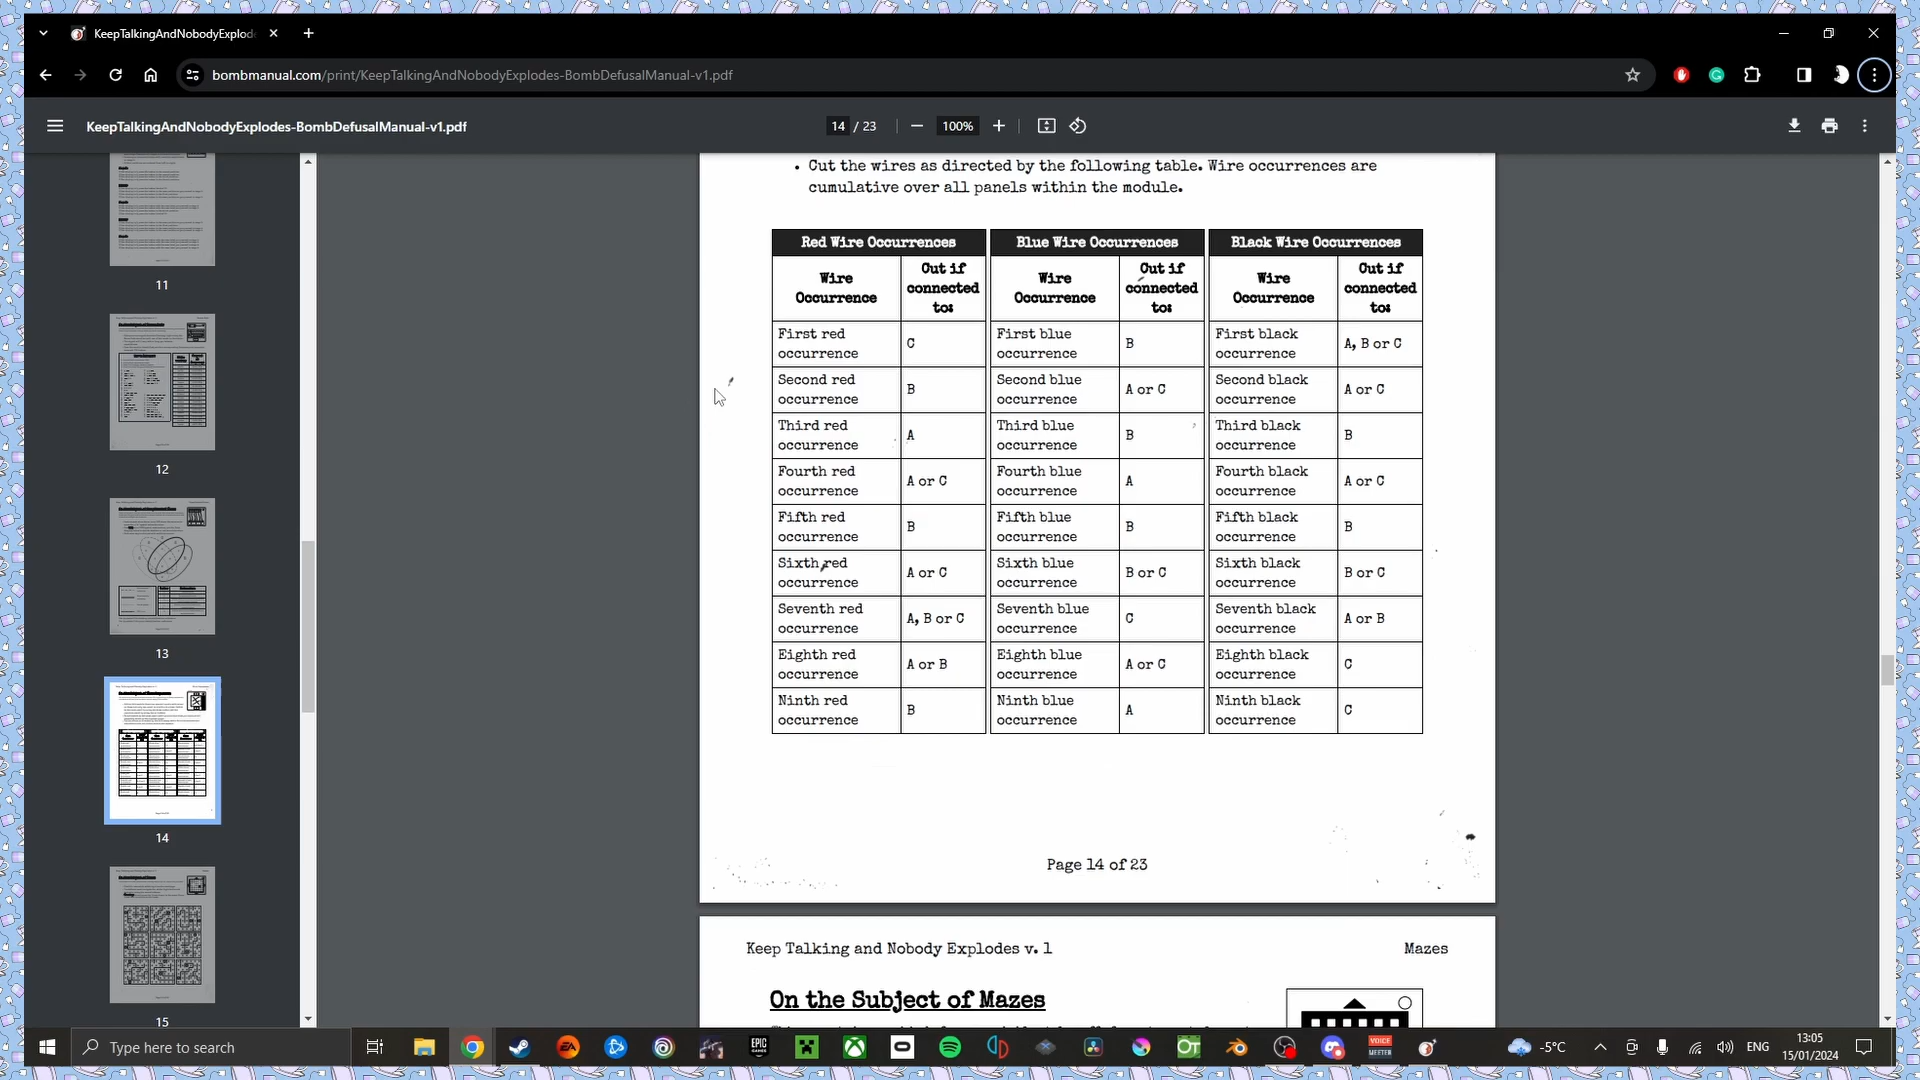 KeepTalkingAndNobodyExplode
bombmanual.com/print/KeepTalkingAndNobodyExplodes-BombDefusalManual-v1.pdf
KeepTalkingAndNobodyExplodes-BombDefusalManual-v1.pdf
14 / 23
100%
11
12
13
14
15
Cut the wires as directed by the following table. Wire occurrences are
cumulative over all panels within the module.
Red Wire Occurrences
Wire Occurrence
Cut if connected to:
First red occurrence C
Second red occurrence B
Third red occurrence A
Fourth red occurrence A or C
Fifth red occurrence B
Sixth red occurrence A or C
Seventh red occurrence A, B or C
Eighth red occurrence A or B
Ninth red occurrence B
Blue Wire Occurrences
Wire Occurrence
Cut if connected to:
First blue occurrence B
Second blue occurrence A or C
Third blue occurrence B
Fourth blue occurrence A
Fifth blue occurrence B
Sixth blue occurrence B or C
Seventh blue occurrence C
Eighth blue occurrence A or C
Ninth blue occurrence A
Black Wire Occurrences
Wire Occurrence
Cut if connected to:
First black occurrence A, B or C
Second black occurrence A or C
Third black occurrence B
Fourth black occurrence A or C
Fifth black occurrence B
Sixth black occurrence B or C
Seventh black occurrence A or B
Eighth black occurrence C
Ninth black occurrence C
Page 14 of 23
Keep Talking and Nobody Explodes v. 1
Mazes
On the Subject of Mazes
Type here to search
EA
EPIC GAMES
OT
VOICE MEETER
-5°C
ENG
13:05
15/01/2024